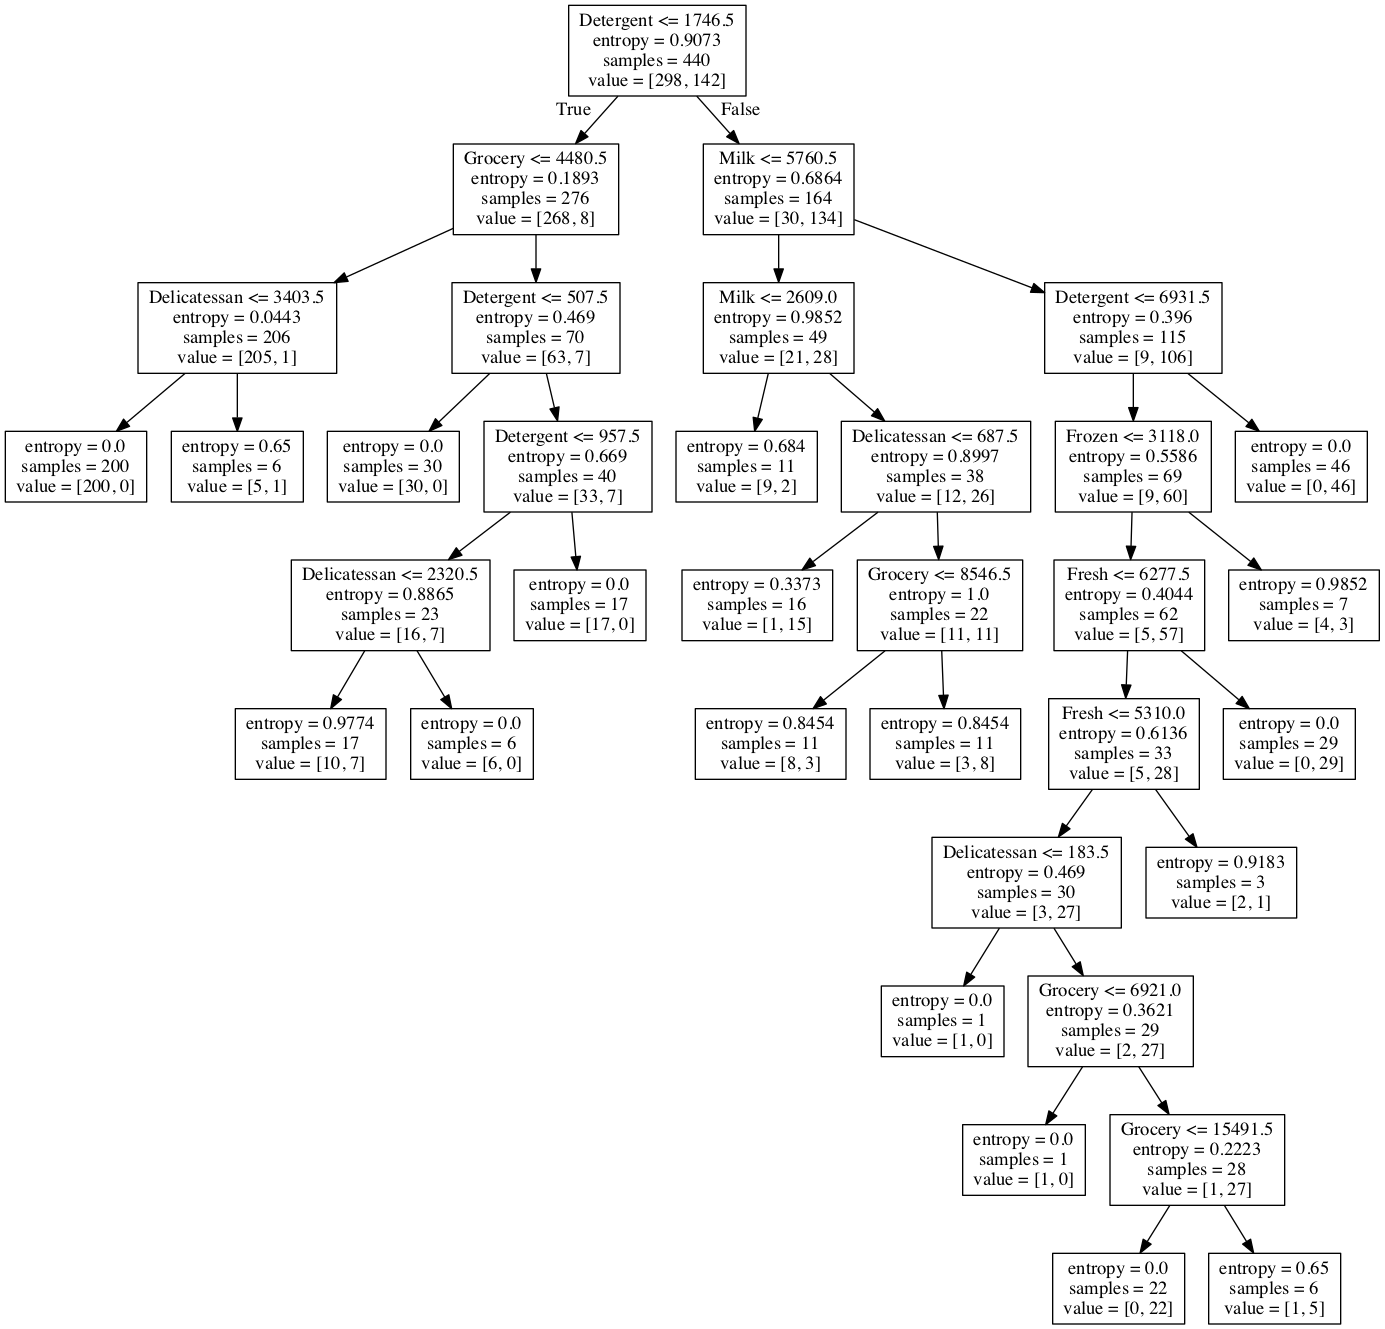 Detergent <= 1746.5
entropy = 0.9073
samples = 440
value = [298, 142]
True
False
Grocery <= 4480.5
entropy = 0.1893
samples = 276
value = [268, 8]
Milk <= 5760.5
entropy = 0.6864
samples = 164
value = [30, 134]
Delicatessan <= 3403.5
entropy = 0.0443
samples = 206
value = [205, 1]
Detergent <= 507.5
entropy = 0.469
samples = 70
value = [63, 7]
Milk <= 2609.0
entropy = 0.9852
samples = 49
value = [21, 28]
Detergent <= 6931.5
entropy = 0.396
samples = 115
value = [9, 106]
entropy = 0.0
samples = 200
value = [200, 0]
entropy = 0.65
samples = 6
value = [5, 1]
entropy = 0.0
samples = 30
value = [30, 0]
Detergent <= 957.5
entropy = 0.669
samples = 40
value = [33, 7]
entropy = 0.684
samples = 11
value = [9, 2]
Delicatessan <= 687.5
entropy = 0.8997
samples = 38
value = [12, 26]
Frozen <= 3118.0
entropy = 0.5586
samples = 69
value = [9, 60]
entropy = 0.0
samples = 46
value = [0, 46]
Delicatessan <= 2320.5
entropy = 0.8865
samples = 23
value = [16, 7]
entropy = 0.0
samples = 17
value = [17, 0]
entropy = 0.3373
samples = 16
value = [1, 15]
Grocery <= 8546.5
entropy = 1.0
samples = 22
value = [11, 11]
Fresh <= 6277.5
entropy = 0.4044
samples = 62
value = [5, 57]
entropy = 0.9852
samples = 7
value = [4, 3]
entropy = 0.9774
samples = 17
value = [10, 7]
entropy = 0.0
samples = 6
value = [6, 0]
entropy = 0.8454
samples = 11
value = [8, 3]
entropy = 0.8454
samples = 11
value = [3, 8]
Fresh <= 5310.0
entropy = 0.6136
samples = 33
value = [5, 28]
entropy = 0.0
samples = 29
value = [0, 29]
Delicatessan <= 183.5
entropy = 0.469
samples = 30
value = [3, 27]
entropy = 0.9183
samples = 3
value = [2, 1]
entropy = 0.0
samples = 1
value = [1, 0]
Grocery <= 6921.0
entropy = 0.3621
samples = 29
value = [2, 27]
entropy = 0.0
samples = 1
value = [1, 0]
Grocery <= 15491.5
entropy = 0.2223
samples = 28
value = [1, 27]
entropy = 0.0
samples = 22
value = [0, 22]
entropy = 0.65
samples = 6
value = [1, 5]